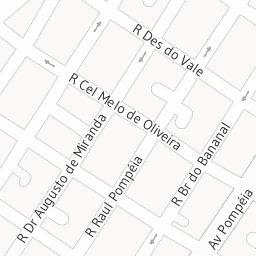 R Des do Vale
R Cel Melo de Oliveira
R Dr Augusto de Miranda
R Raul Pompéia
R Br do Bananal
Av Pompéia